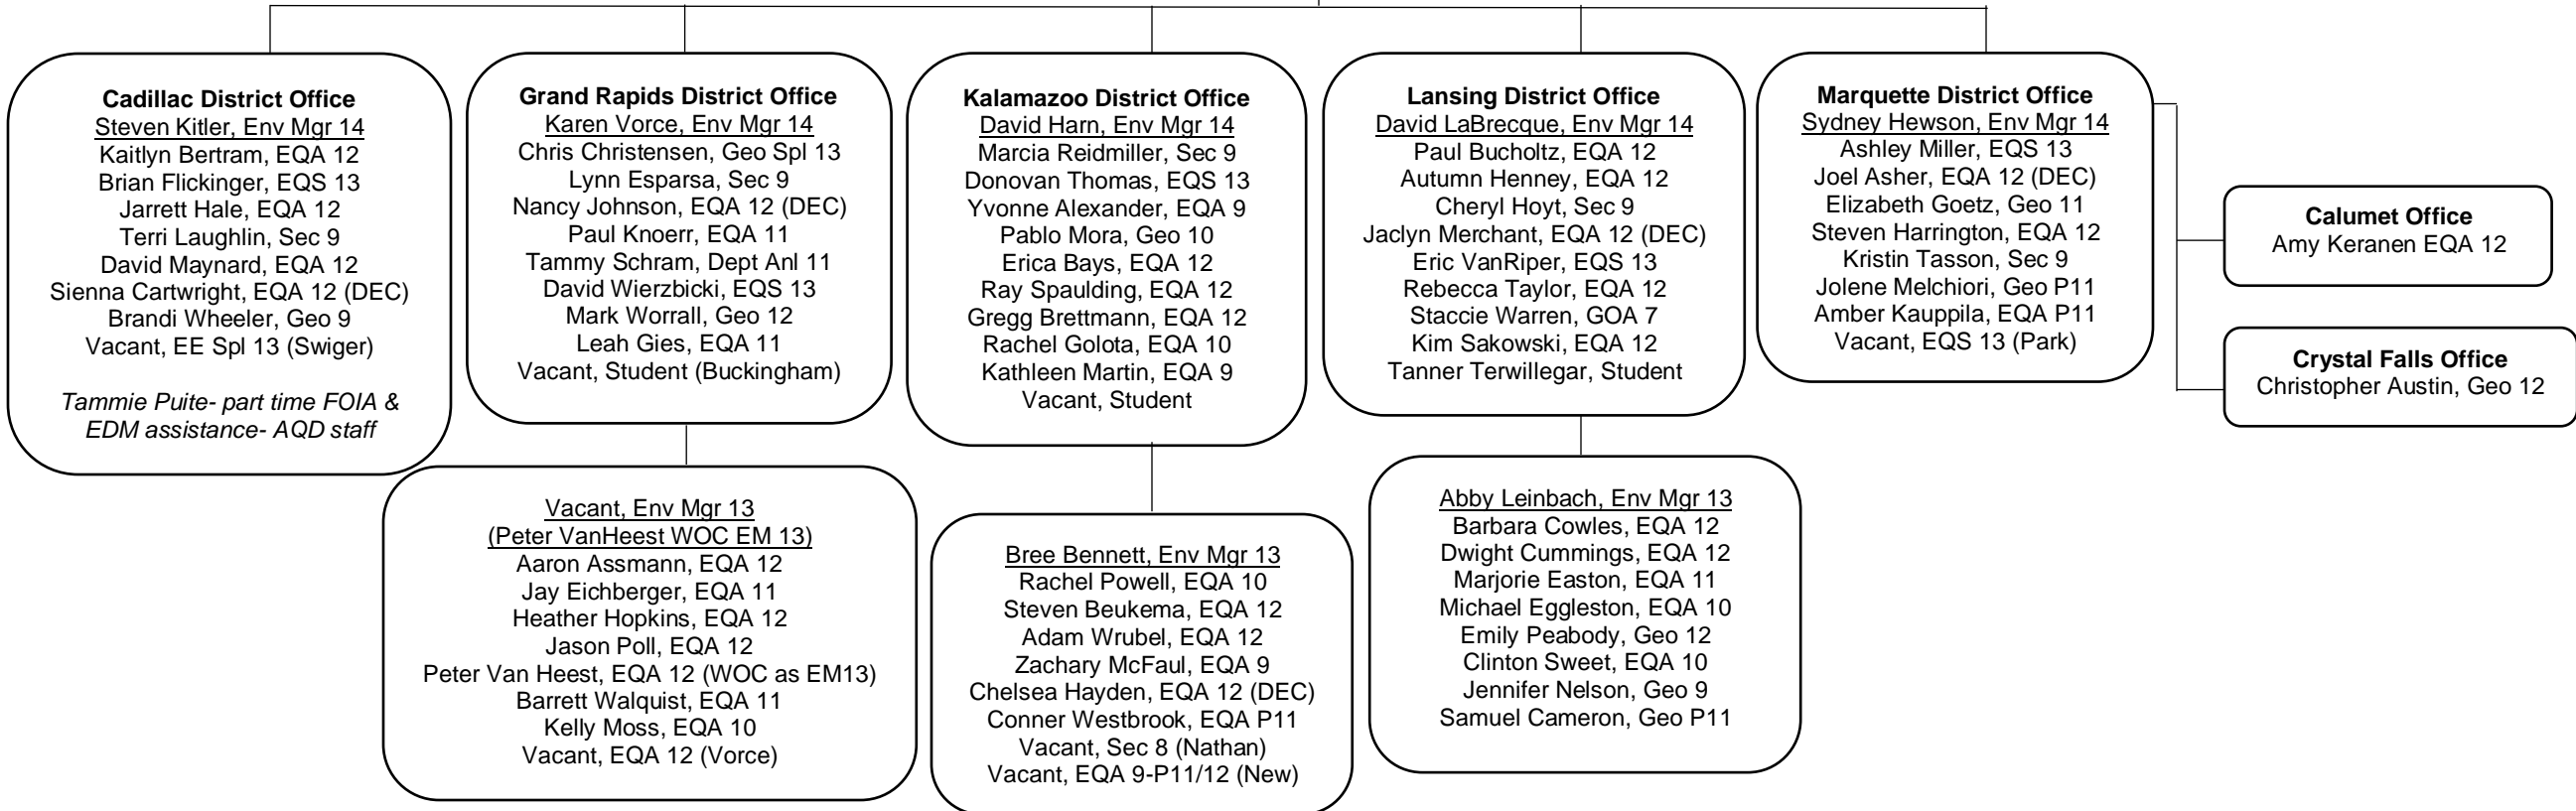 Cadillac District Office
Steven Kitler, Env Mgr 14
Kaitlyn Bertram, EQA 12
Brian Flickinger, EQS 13
Jarrett Hale, EQA 12
Terri Laughlin, Sec 9
David Maynard, EQA 12
Sienna Cartwright, EQA 12 (DEC)
Brandi Wheeler, Geo 9
Vacant, EE Spl 13 (Swiger)
Tammie Puite- part time FOIA &
EDM assistance- AQD staff
Grand Rapids District Office
Karen Vorce, Env Mgr 14
Chris Christensen, Geo Spl 13
Lynn Esparsa, Sec 9
Nancy Johnson, EQA 12 (DEC)
Paul Knoerr, EQA 11
Tammy Schram, Dept Anl 11
David Wierzbicki, EQS 13
Mark Worrall, Geo 12
Leah Gies, EQA 11
Vacant, Student (Buckingham)
Vacant, Env Mgr 13
(Peter VanHeest WOC EM 13)
Aaron Assmann, EQA 12
Jay Eichberger, EQA 11
Heather Hopkins, EQA 12
Jason Poll, EQA 12
Peter Van Heest, EQA 12 (WOC as EM13)
Barrett Walquist, EQA 11
Kelly Moss, EQA 10
Vacant, EQA 12 (Vorce)
Kalamazoo District Office
David Harn, Env Mgr 14
Marcia Reidmiller, Sec 9
Donovan Thomas, EQS 13
Yvonne Alexander, EQA 9
Pablo Mora, Geo 10
Erica Bays, EQA 12
Ray Spaulding, EQA 12
Gregg Brettmann, EQA 12
Rachel Golota, EQA 10
Kathleen Martin, EQA 9
Vacant, Student
Bree Bennett, Env Mgr 13
Rachel Powell, EQA 10
Steven Beukema, EQA 12
Adam Wrubel, EQA 12
Zachary McFaul, EQA 9
Chelsea Hayden, EQA 12 (DEC)
Conner Westbrook, EQA P11
Vacant, Sec 8 (Nathan)
Vacant, EQA 9-P11/12 (New)
Lansing District Office
David LaBrecque, Env Mgr 14
Paul Bucholtz, EQA 12
Autumn Henney, EQA 12
Cheryl Hoyt, Sec 9
Jaclyn Merchant, EQA 12 (DEC)
Eric VanRiper, EQS 13
Rebecca Taylor, EQA 12
Staccie Warren, GOA 7
Kim Sakowski, EQA 12
Tanner Terwillegar, Student
Abby Leinbach, Env Mgr 13
Barbara Cowles, EQA 12
Dwight Cummings, EQA 12
Marjorie Easton, EQA 11
Michael Eggleston, EQA 10
Emily Peabody, Geo 12
Clinton Sweet, EQA 10
Jennifer Nelson, Geo 9
Samuel Cameron, Geo P11
Marquette District Office
Sydney Hewson, Env Mgr 14
Ashley Miller, EQS 13
Joel Asher, EQA 12 (DEC)
Elizabeth Goetz, Geo 11
Steven Harrington, EQA 12
Kristin Tasson, Sec 9
Jolene Melchiori, Geo P11
Amber Kauppila, EQA P11
Vacant, EQS 13 (Park)
Calumet Office
Amy Keranen EQA 12
Crystal Falls Office
Christopher Austin, Geo 12